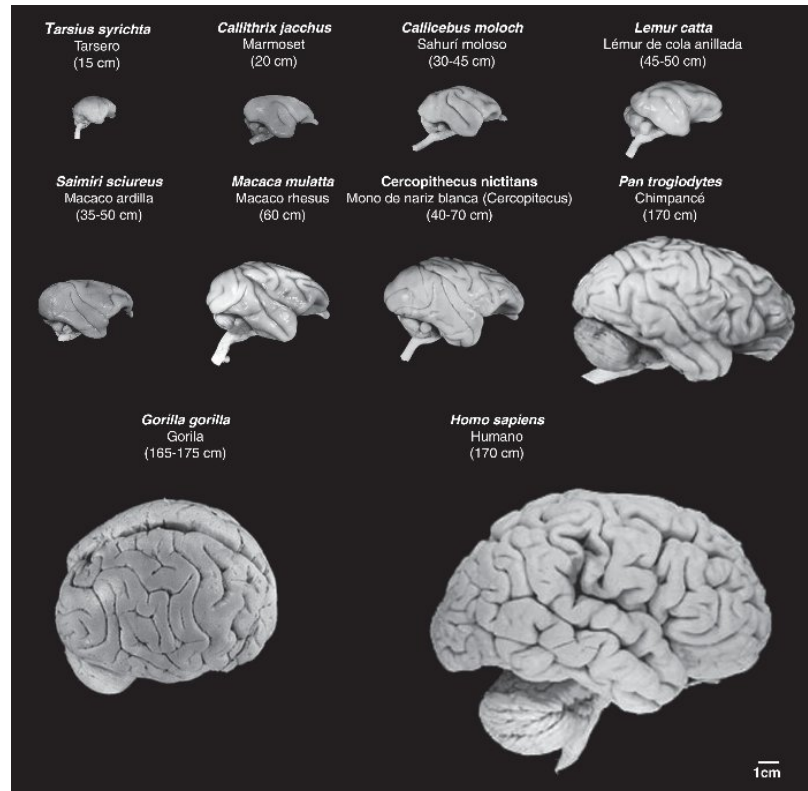 Tarsius syrichta
Tarsero
(15 cm)
Callithrix jacchus
Marmoset
(20 cm)
Callicebus moloch
Sahurí moloso
(30-45 cm)
Lemur catta
Lémur de cola anillada
(45-50 cm)
Saimiri sciureus
Macaco ardilla
(35-50 cm)
Macaca mulatta
Macaco rhesus
(60 cm)
Cercopithecus nictitans
Mono de nariz blanca (Cercopitecus)
(40-70 cm)
Pan troglodytes
Chimpancé
(170 cm)
Gorilla gorilla
Gorila
(165-175 cm)
Homo sapiens
Humano
(170 cm)
1cm